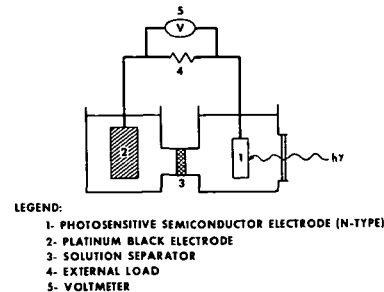 5
V
4
2
1
hγ
3
LEGEND:
1- PHOTOSENSITIVE SEMICONDUCTOR ELECTRODE (N-TYPE)
2- PLATINUM BLACK ELECTRODE
3- SOLUTION SEPARATOR
4- EXTERNAL LOAD
5- VOLTMETER